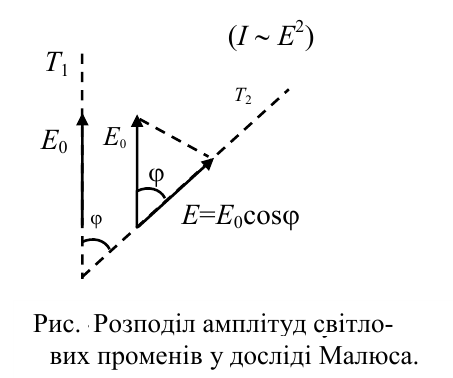 (I ~ E²)
T₁
T₂
E₀
E₀
φ
φ
E=E₀cosφ
Рис. Розподіл амплітуд світло-
вих променів у досліді Малюса.